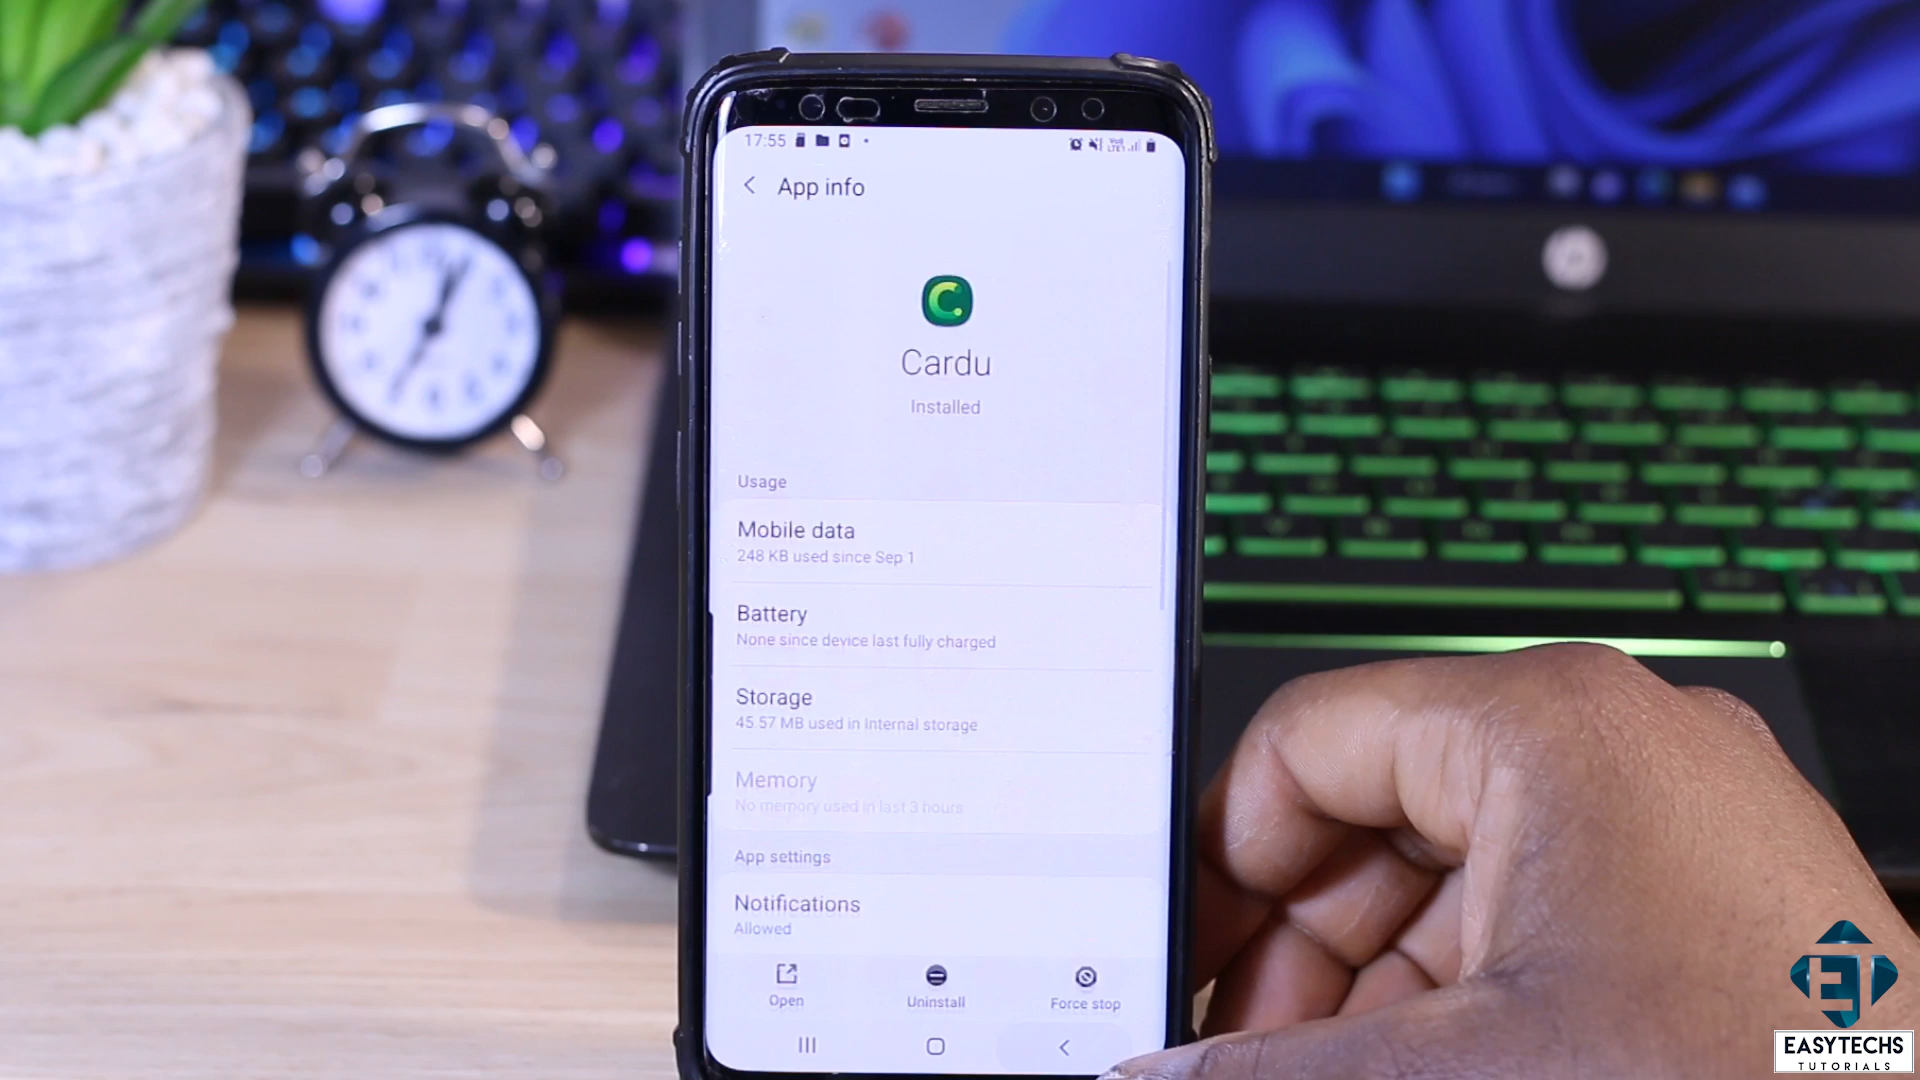 17:55
App info
Cardu
Installed
Usage
Mobile data
248 KB used since Sep 1
Battery
None since device last fully charged
Storage
45.57 MB used in Internal storage
Memory
No memory used in last 3 hours
App settings
Notifications
Allowed
Open
Uninstall
Force stop
EASYTECHS
TUTORIALS